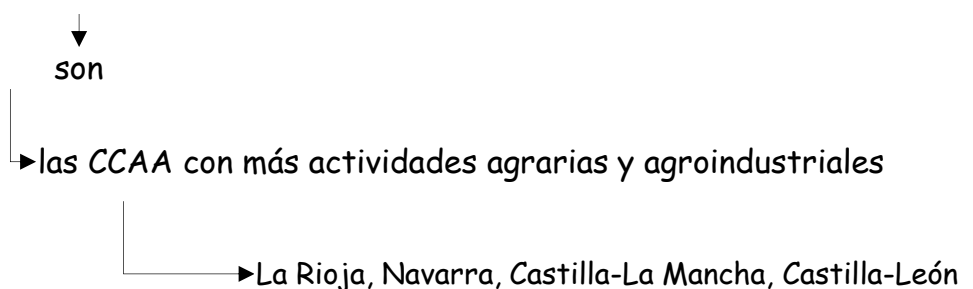 son
las CCAA con más actividades agrarias y agroindustriales
La Rioja, Navarra, Castilla-La Mancha, Castilla-León